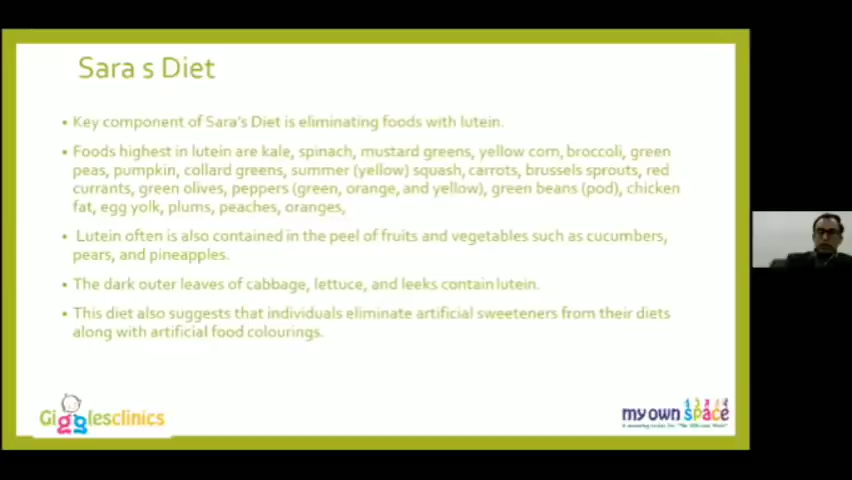 Sara s Diet
• Key component of Sara's Diet is eliminating foods with lutein.
• Foods highest in lutein are kale, spinach, mustard greens, yellow corn, broccoli, green
peas, pumpkin, collard greens, summer (yellow) squash, carrots, brussels sprouts, red
currants, green olives, peppers (green, orange, and yellow), green beans (pod), chicken
fat, egg yolk, plums, peaches, oranges,
• Lutein often is also contained in the peel of fruits and vegetables such as cucumbers,
pears, and pineapples.
• The dark outer leaves of cabbage, lettuce, and leeks contain lutein.
• This diet also suggests that individuals eliminate artificial sweeteners from their diets
along with artificial food colourings.
Gigglesclinics
my own space